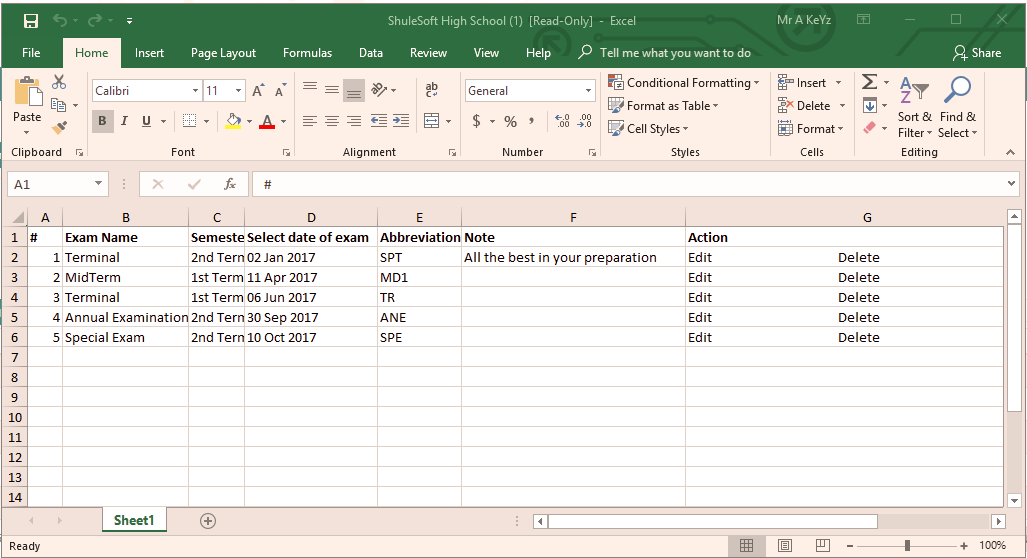 ShuleSoft High School (1) [Read-Only] - Excel Mr A KeYz
File Home Insert Page Layout Formulas Data Review View Help Tell me what you want to do Share
Calibri 11 A A ab c General Conditional Formatting Insert Σ A Z
Paste Format as Table Delete Sort & Find &
B I U A $ % , .00 .0 Cell Styles Format Filter Select
Clipboard Font Alignment Number Styles Cells Editing
A1 fx #
A B C D E F G
1 # Exam Name Semeste Select date of exam Abbreviation Note Action
2 1 Terminal 2nd Tern 02 Jan 2017 SPT All the best in your preparation Edit Delete
3 2 MidTerm 1st Term 11 Apr 2017 MD1 Edit Delete
4 3 Terminal 1st Term 06 Jun 2017 TR Edit Delete
5 4 Annual Examination 2nd Tern 30 Sep 2017 ANE Edit Delete
6 5 Special Exam 2nd Tern 10 Oct 2017 SPE Edit Delete
7
8
9
10
11
12
13
14
Sheet1
Ready 100%